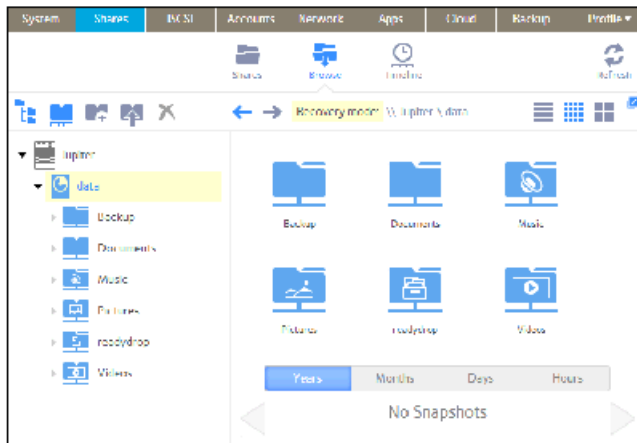 System Shares iSCSI Accounts Network Apps Cloud Backup Profile ▾
Shares Browse Timeline Refresh
Recovery mode: \\ Jupiter \ data
Jupiter
data
Backup
Documents
Music
Pictures
readydrop
Videos
Backup Documents Music
Pictures readydrop Videos
Years Months Days Hours
No Snapshots